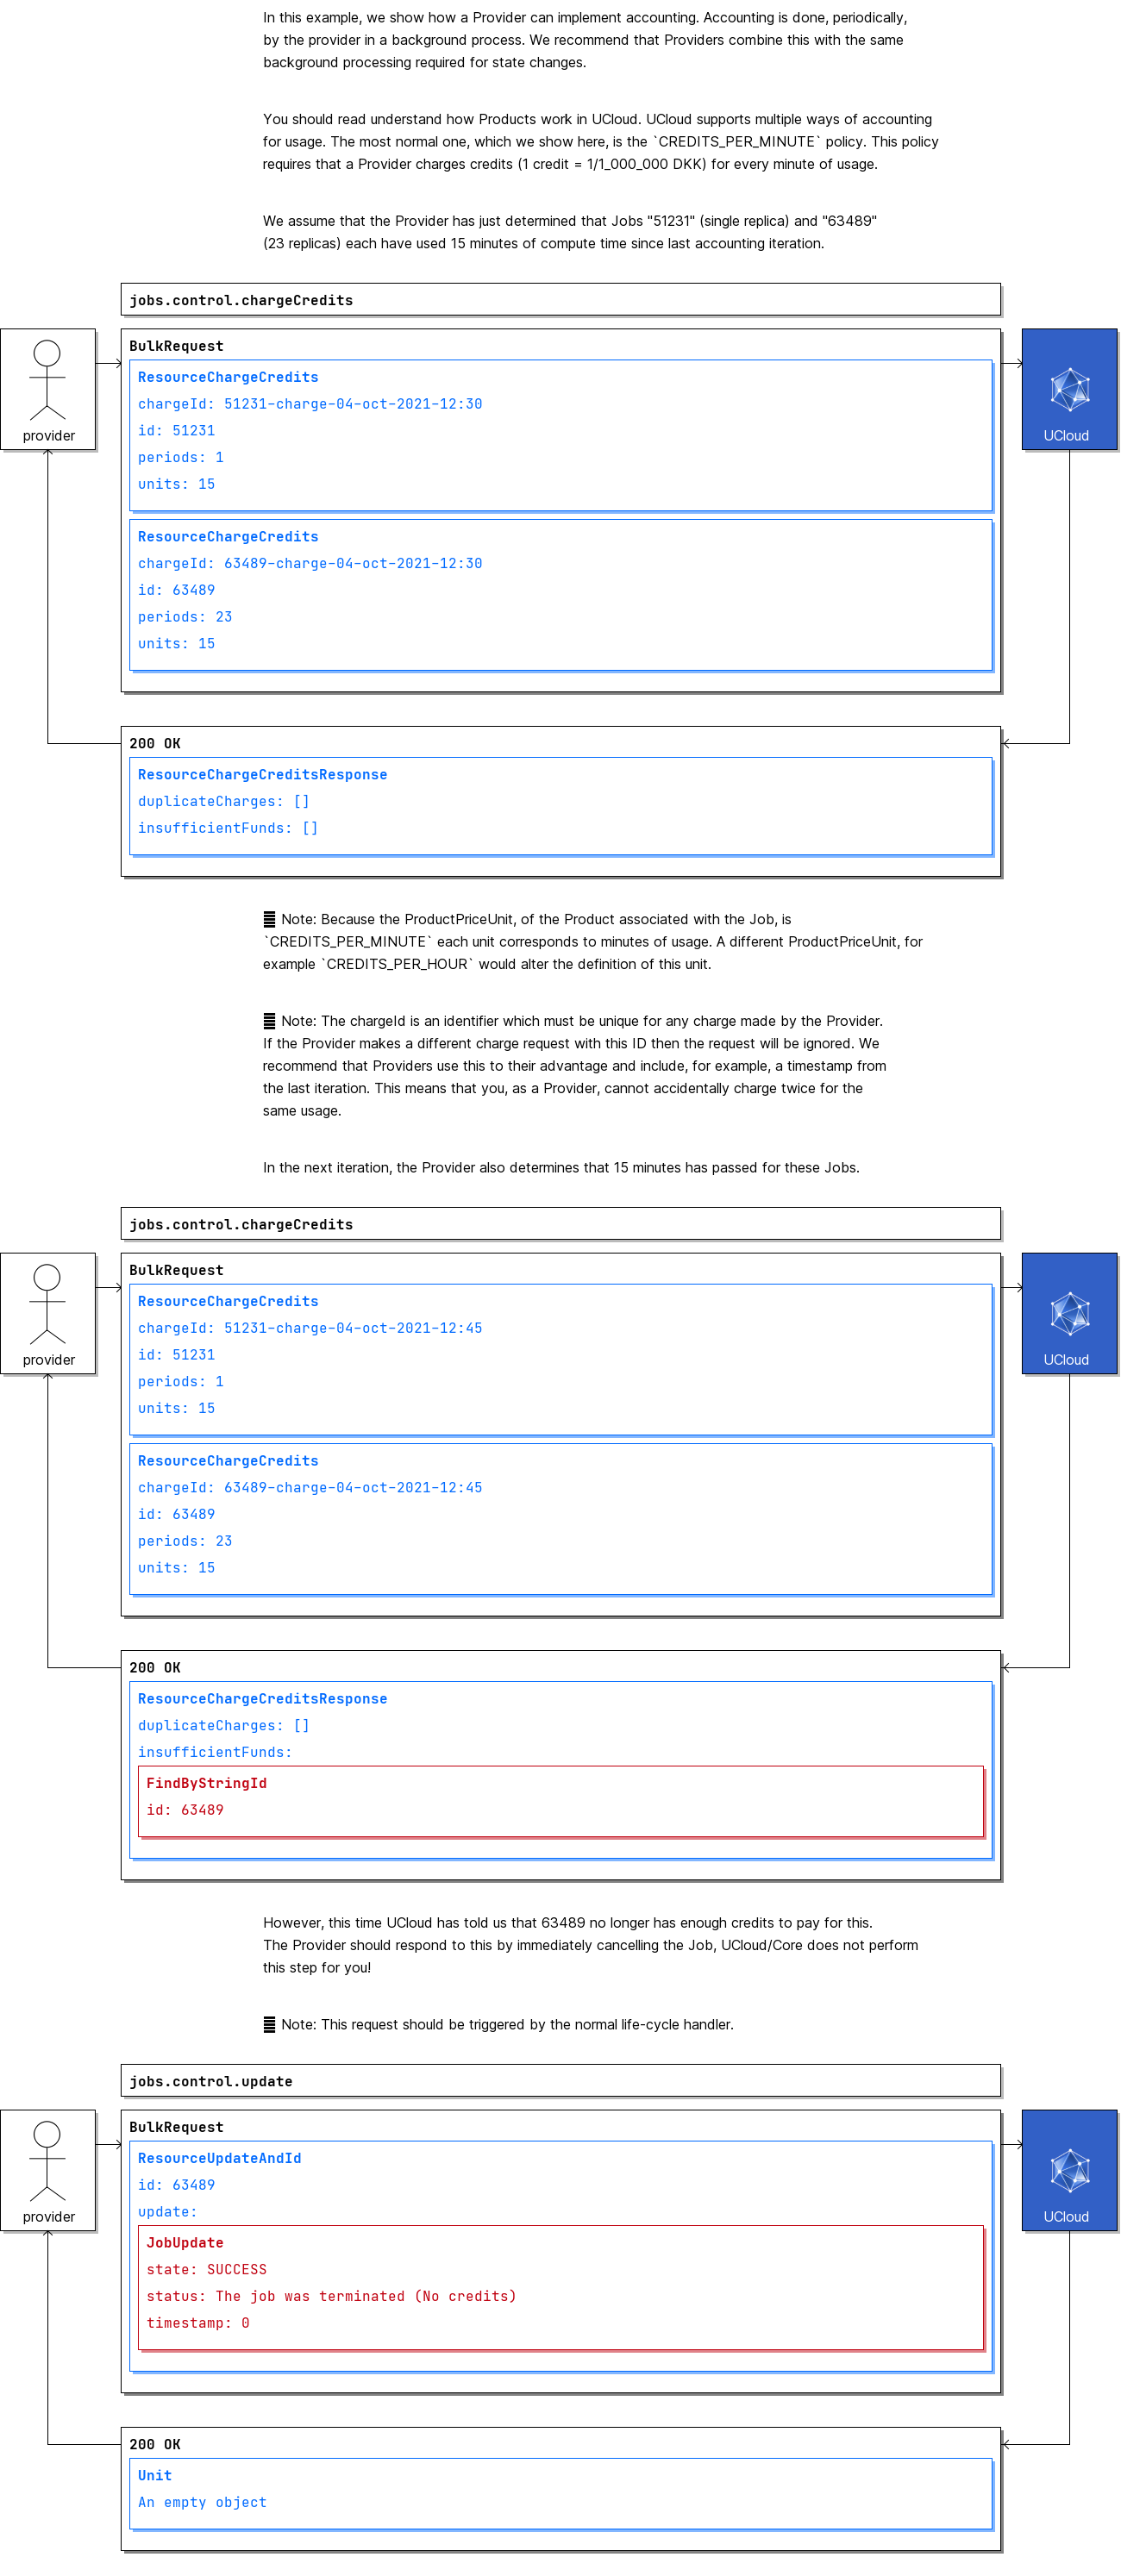 In this example, we show how a Provider can implement accounting. Accounting is done, periodically,
by the provider in a background process. We recommend that Providers combine this with the same
background processing required for state changes.
You should read understand how Products work in UCloud. UCloud supports multiple ways of accounting
for usage. The most normal one, which we show here, is the `CREDITS_PER_MINUTE` policy. This policy
requires that a Provider charges credits (1 credit = 1/1_000_000 DKK) for every minute of usage.
We assume that the Provider has just determined that Jobs "51231" (single replica) and "63489"
(23 replicas) each have used 15 minutes of compute time since last accounting iteration.
jobs.control.chargeCredits
provider
BulkRequest
ResourceChargeCredits
chargeId: 51231-charge-04-oct-2021-12:30
id: 51231
periods: 1
units: 15
ResourceChargeCredits
chargeId: 63489-charge-04-oct-2021-12:30
id: 63489
periods: 23
units: 15
UCloud
200 OK
ResourceChargeCreditsResponse
duplicateCharges: []
insufficientFunds: []
Note: Because the ProductPriceUnit, of the Product associated with the Job, is
`CREDITS_PER_MINUTE` each unit corresponds to minutes of usage. A different ProductPriceUnit, for
example `CREDITS_PER_HOUR` would alter the definition of this unit.
Note: The chargeId is an identifier which must be unique for any charge made by the Provider.
If the Provider makes a different charge request with this ID then the request will be ignored. We
recommend that Providers use this to their advantage and include, for example, a timestamp from
the last iteration. This means that you, as a Provider, cannot accidentally charge twice for the
same usage.
In the next iteration, the Provider also determines that 15 minutes has passed for these Jobs.
jobs.control.chargeCredits
provider
BulkRequest
ResourceChargeCredits
chargeId: 51231-charge-04-oct-2021-12:45
id: 51231
periods: 1
units: 15
ResourceChargeCredits
chargeId: 63489-charge-04-oct-2021-12:45
id: 63489
periods: 23
units: 15
UCloud
200 OK
ResourceChargeCreditsResponse
duplicateCharges: []
insufficientFunds:
FindByStringId
id: 63489
However, this time UCloud has told us that 63489 no longer has enough credits to pay for this.
The Provider should respond to this by immediately cancelling the Job, UCloud/Core does not perform
this step for you!
Note: This request should be triggered by the normal life-cycle handler.
jobs.control.update
provider
BulkRequest
ResourceUpdateAndId
id: 63489
update:
JobUpdate
state: SUCCESS
status: The job was terminated (No credits)
timestamp: 0
UCloud
200 OK
Unit
An empty object